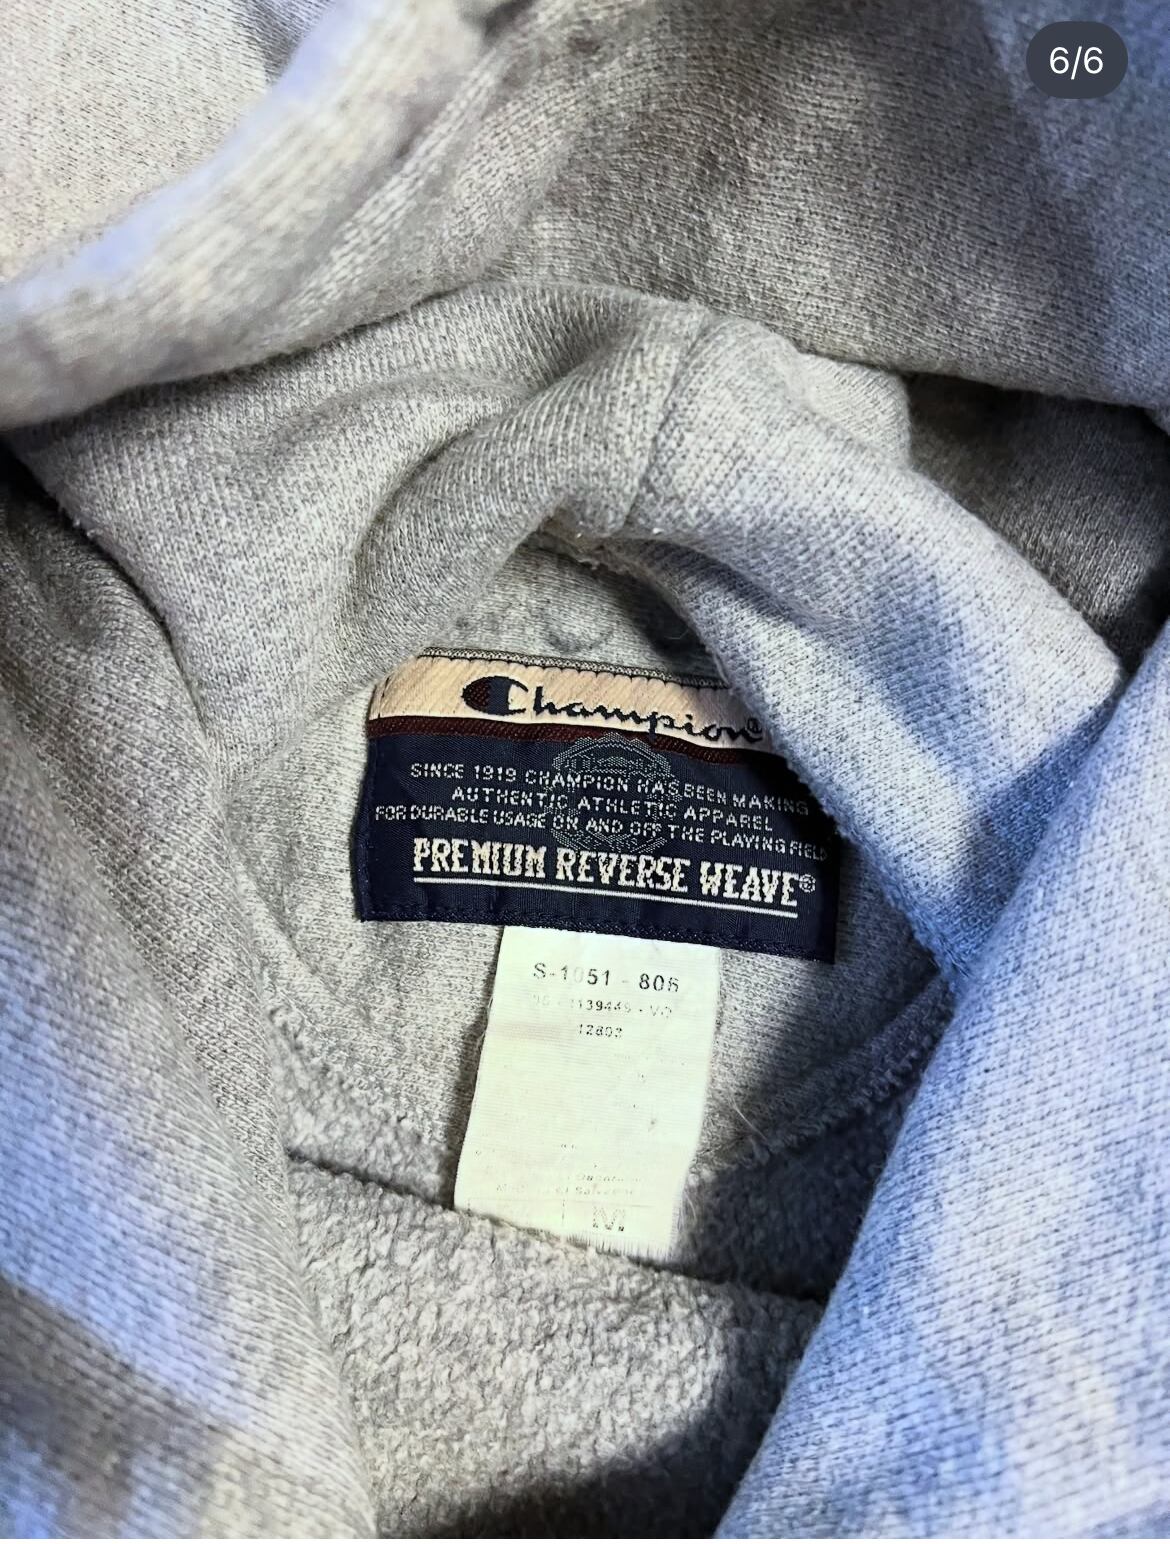 6/6
Champion®
SINCE 1919 CHAMPION HAS BEEN MAKING
AUTHENTIC ATHLETIC APPAREL
FOR DURABLE USAGE ON AND OFF THE PLAYING FIELD
PREMIUM REVERSE WEAVE®
S-1051 - 806
M